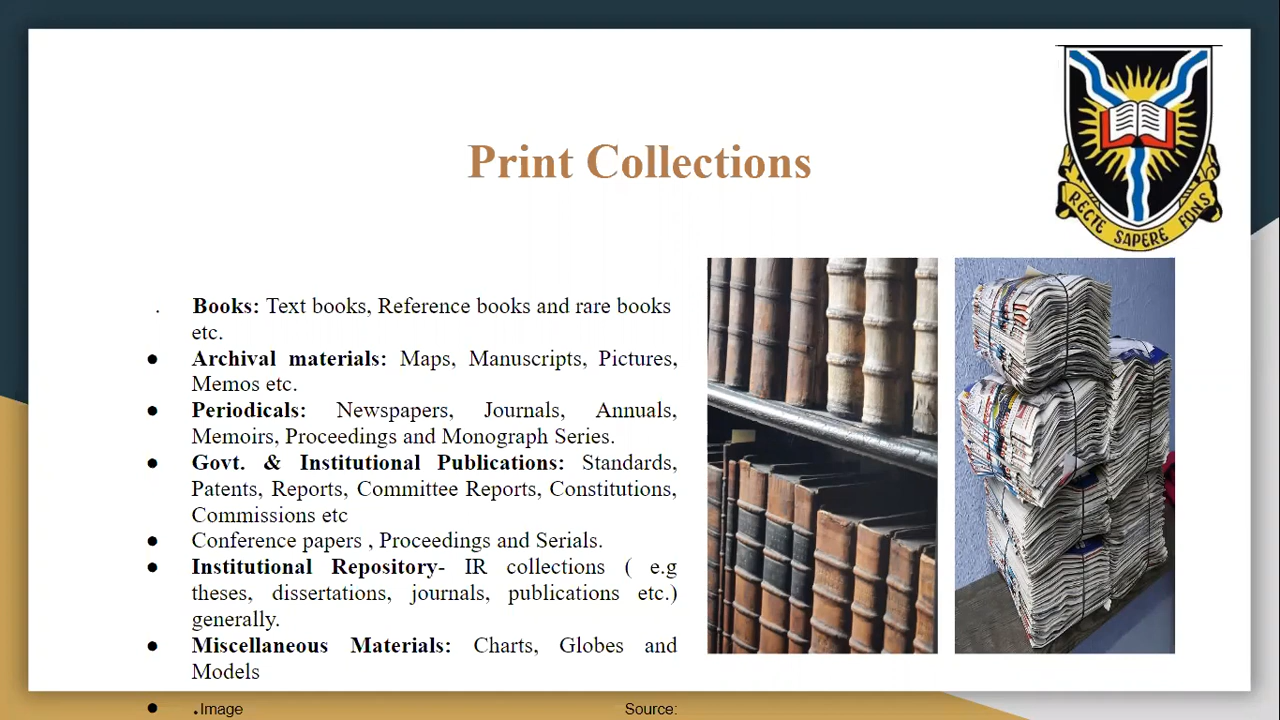 RECTE SAPERE FONS
Print Collections
. Books: Text books, Reference books and rare books
etc.
● Archival materials: Maps, Manuscripts, Pictures,
Memos etc.
● Periodicals: Newspapers, Journals, Annuals,
Memoirs, Proceedings and Monograph Series.
● Govt. & Institutional Publications: Standards,
Patents, Reports, Committee Reports, Constitutions,
Commissions etc
● Conference papers , Proceedings and Serials.
● Institutional Repository- IR collections ( e.g
theses, dissertations, journals, publications etc.)
generally.
● Miscellaneous Materials: Charts, Globes and
Models
● .Image Source: